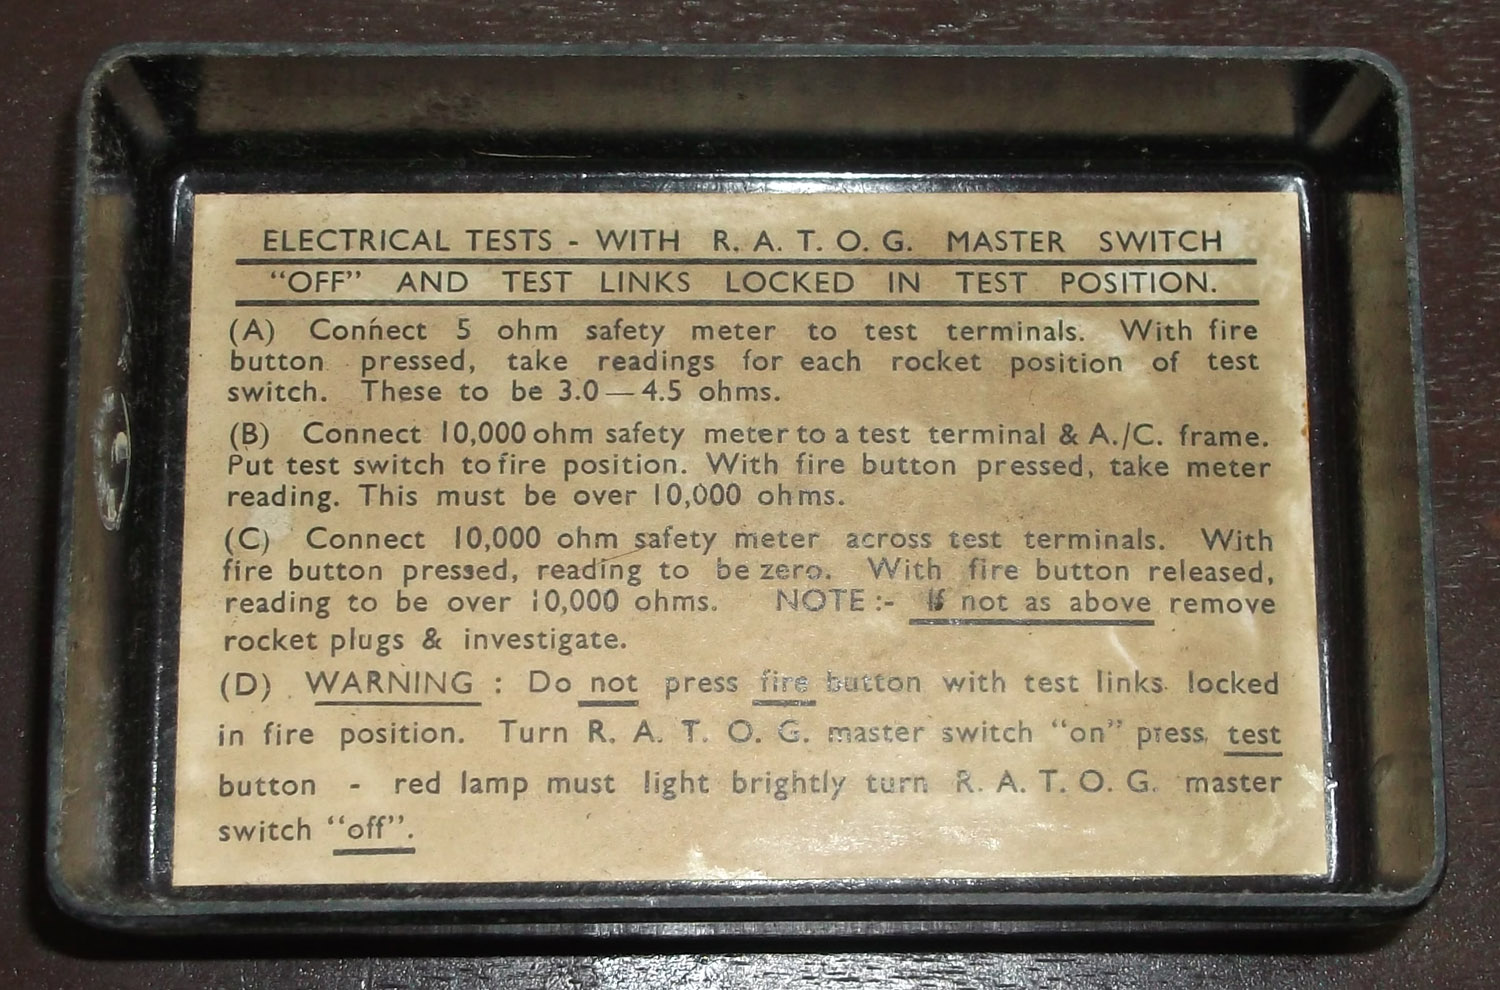 ELECTRICAL TESTS - WITH R. A. T. O. G. MASTER SWITCH
“OFF” AND TEST LINKS LOCKED IN TEST POSITION.
(A) Connect 5 ohm safety meter to test terminals. With fire
button pressed, take readings for each rocket position of test
switch. These to be 3.0—4.5 ohms.
(B) Connect 10,000 ohm safety meter to a test terminal & A./C. frame.
Put test switch to fire position. With fire button pressed, take meter
reading. This must be over 10,000 ohms.
(C) Connect 10,000 ohm safety meter across test terminals. With
fire button pressed, reading to be zero. With fire button released,
reading to be over 10,000 ohms. NOTE :- If not as above remove
rocket plugs & investigate.
(D) WARNING : Do not press fire button with test links locked
in fire position. Turn R. A. T. O. G. master switch “on” press test
button - red lamp must light brightly turn R. A. T. O. G. master
switch “off”.